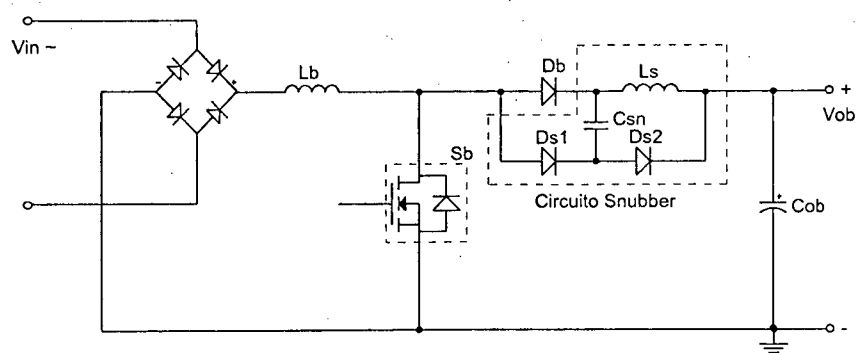 Vin ~
-
+
Lb
Db
Ls
+
Vob
Csn
Ds1
Ds2
Sb
Circuito Snubber
+
Cob
-